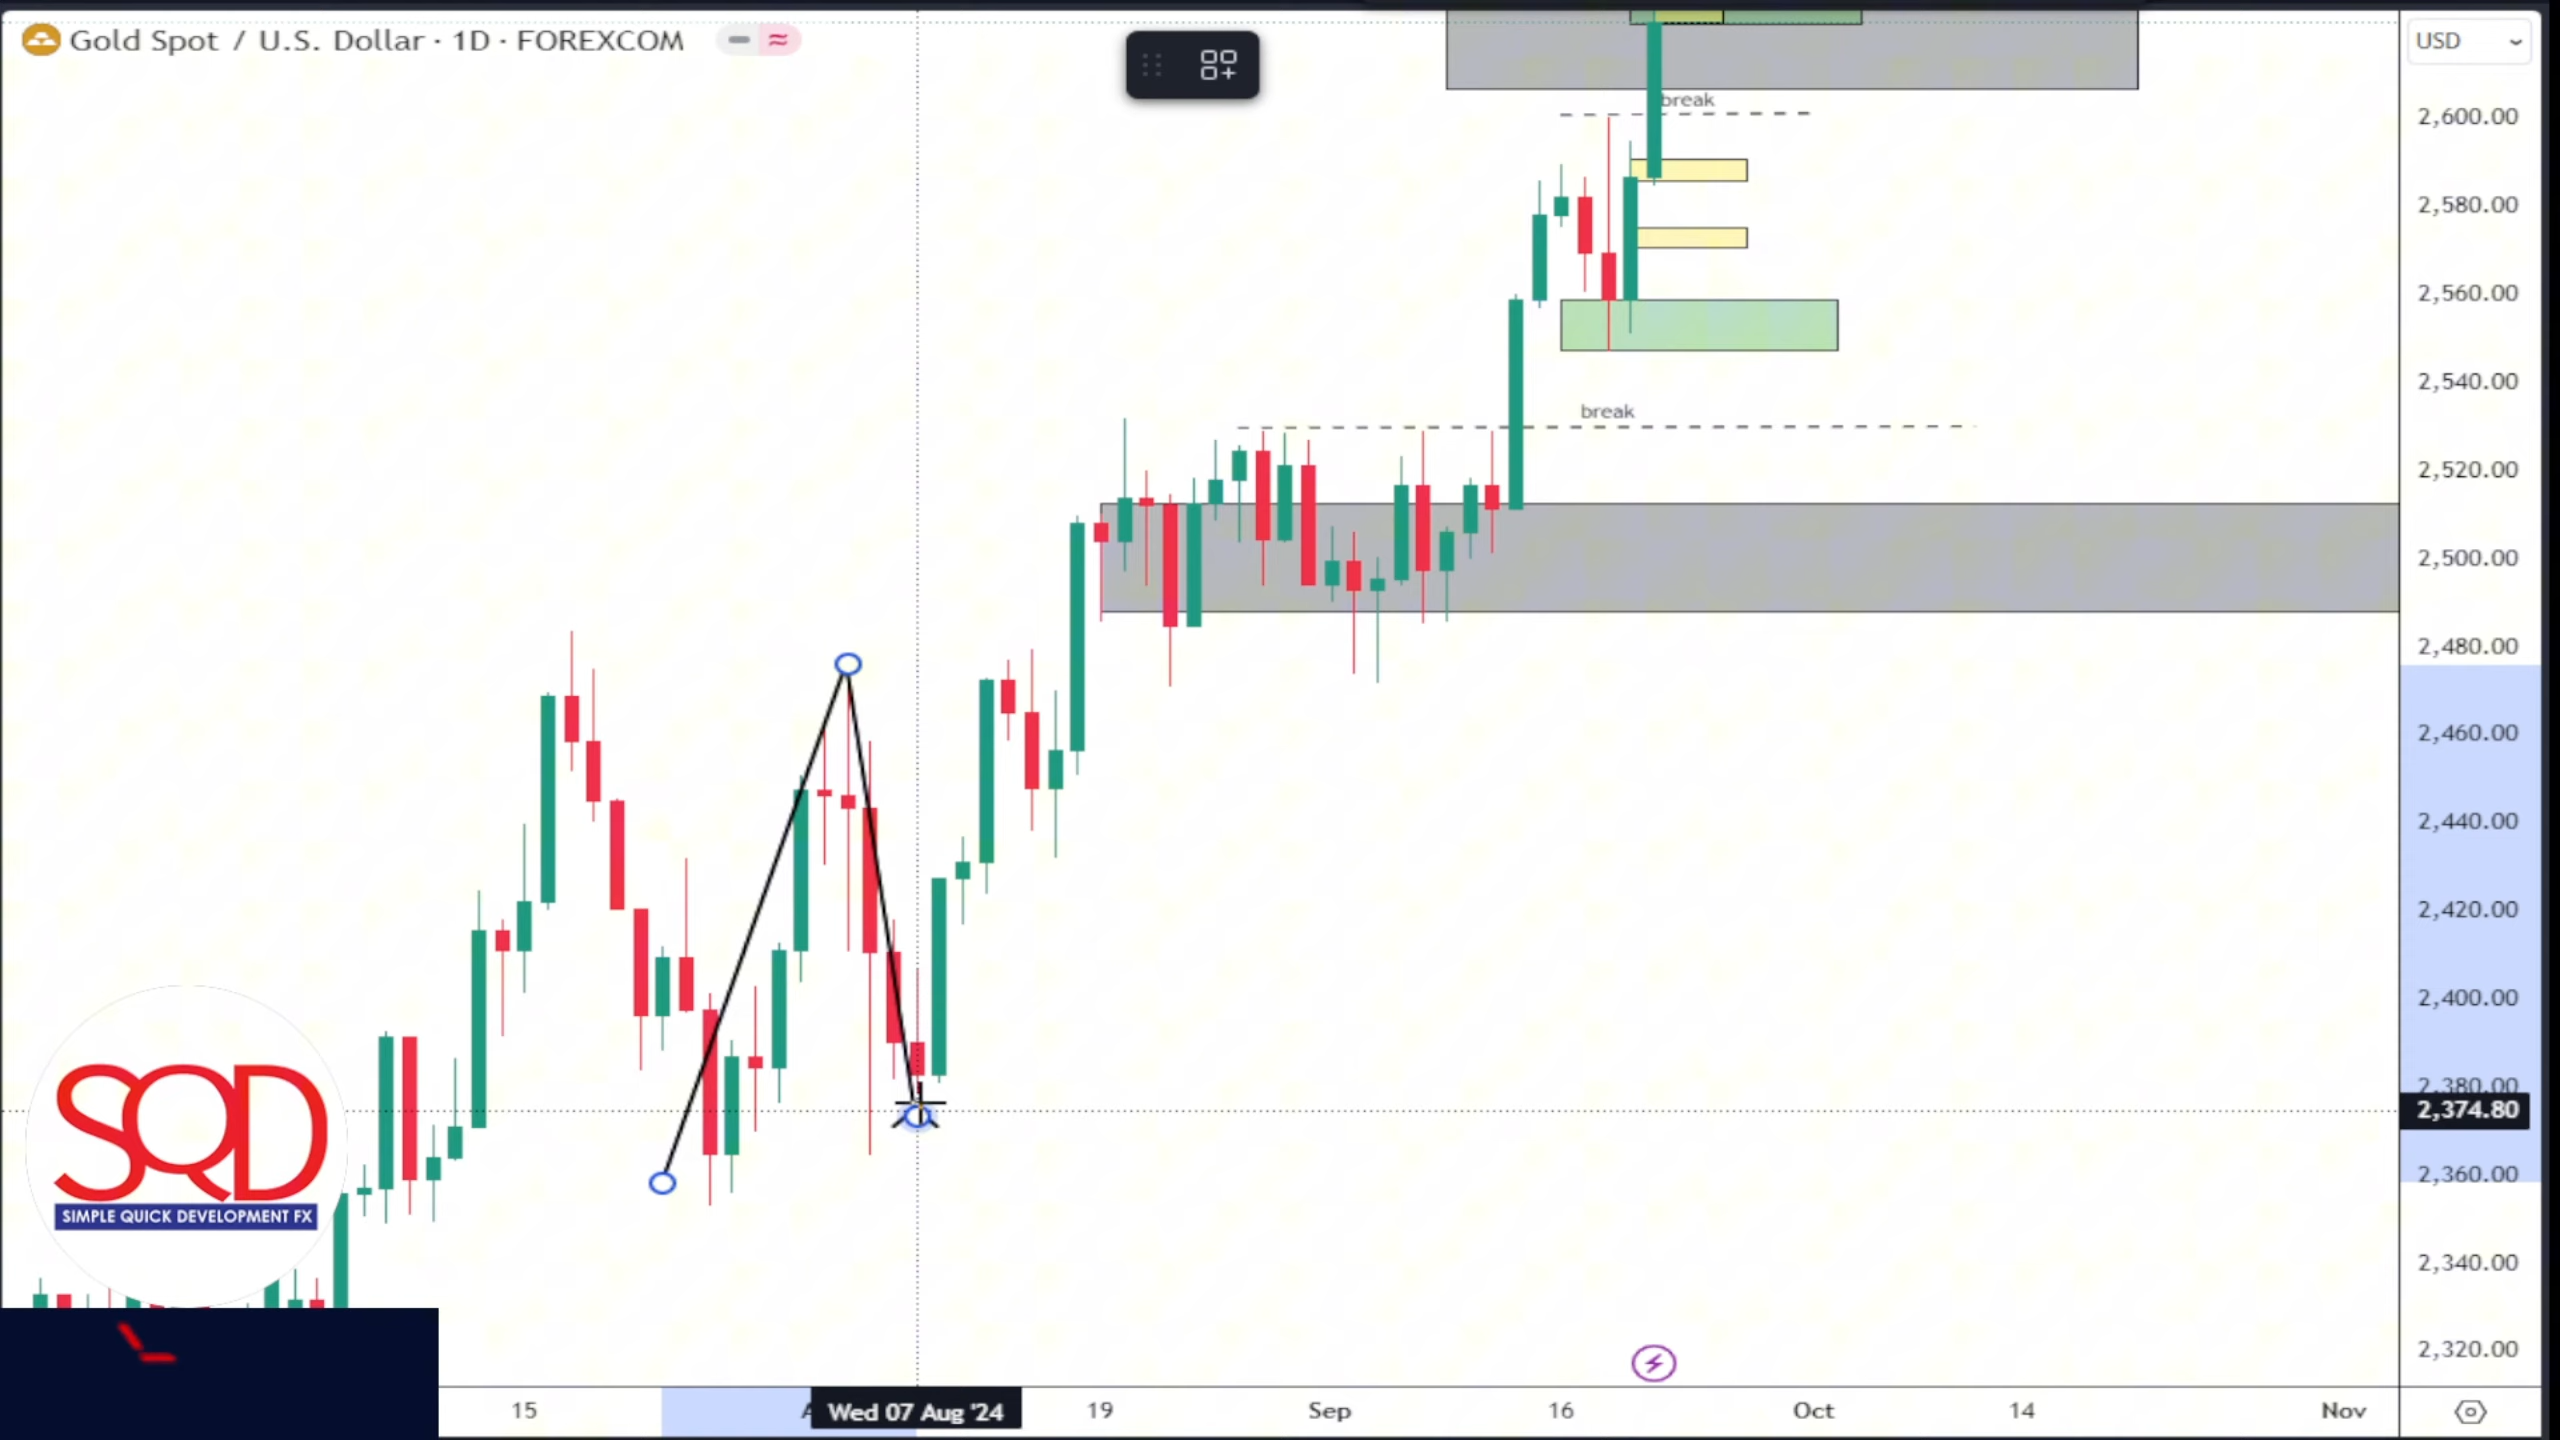 Gold Spot / U.S. Dollar · 1D · FOREXCOM
USD
break
2,600.00
2,580.00
2,560.00
2,540.00
break
2,520.00
2,500.00
2,480.00
2,460.00
2,440.00
2,420.00
2,400.00
2,380.00
2,374.80
2,360.00
2,340.00
2,320.00
SQD
SIMPLE QUICK DEVELOPMENT FX
15
Wed 07 Aug '24
19
Sep
16
Oct
14
Nov